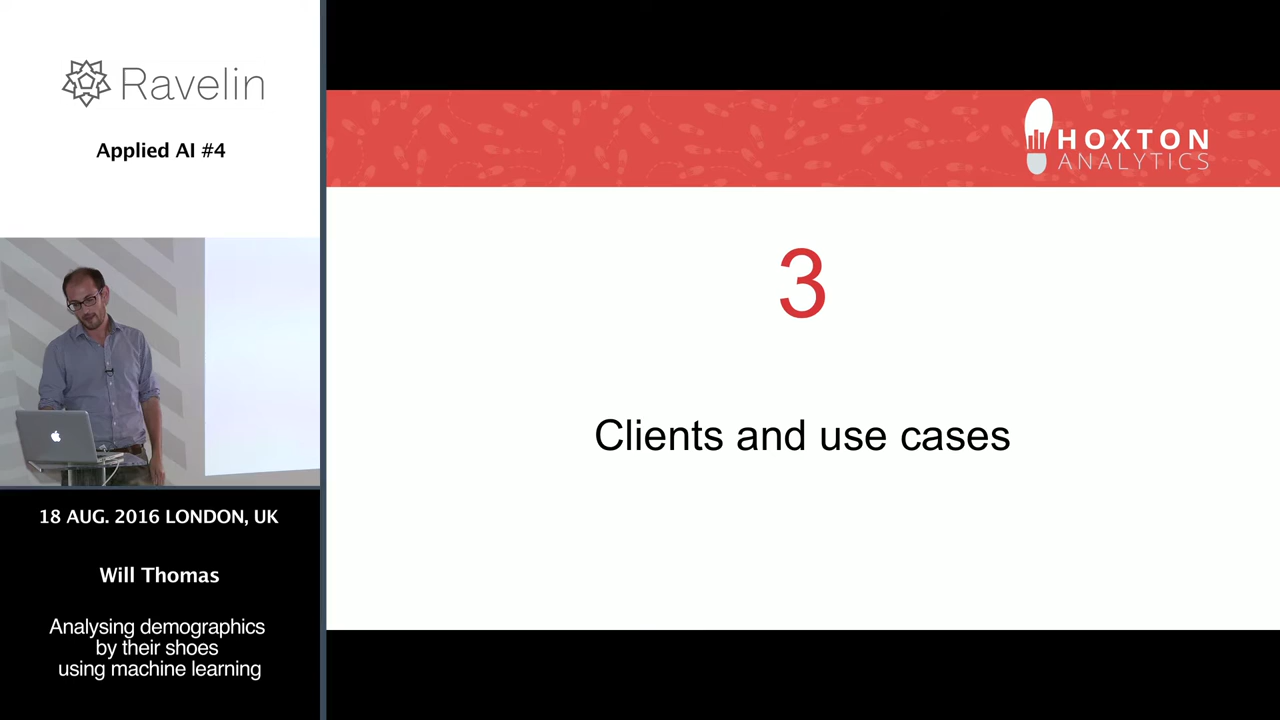 Ravelin
Applied AI #4
18 AUG. 2016 LONDON, UK
Will Thomas
Analysing demographics
by their shoes
using machine learning
HOXTON
ANALYTICS
3
Clients and use cases